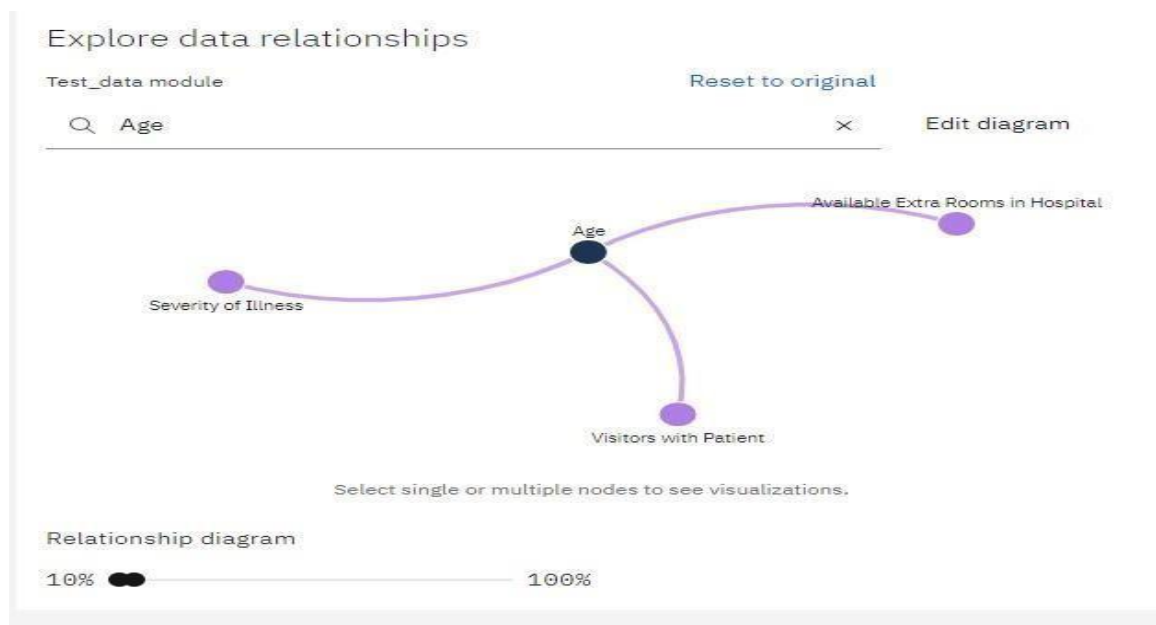 Explore data relationships
Test_data module
Reset to original
Age
×
Edit diagram
Available Extra Rooms in Hospital
Age
Severity of Illness
Visitors with Patient
Select single or multiple nodes to see visualizations.
Relationship diagram
10%
100%